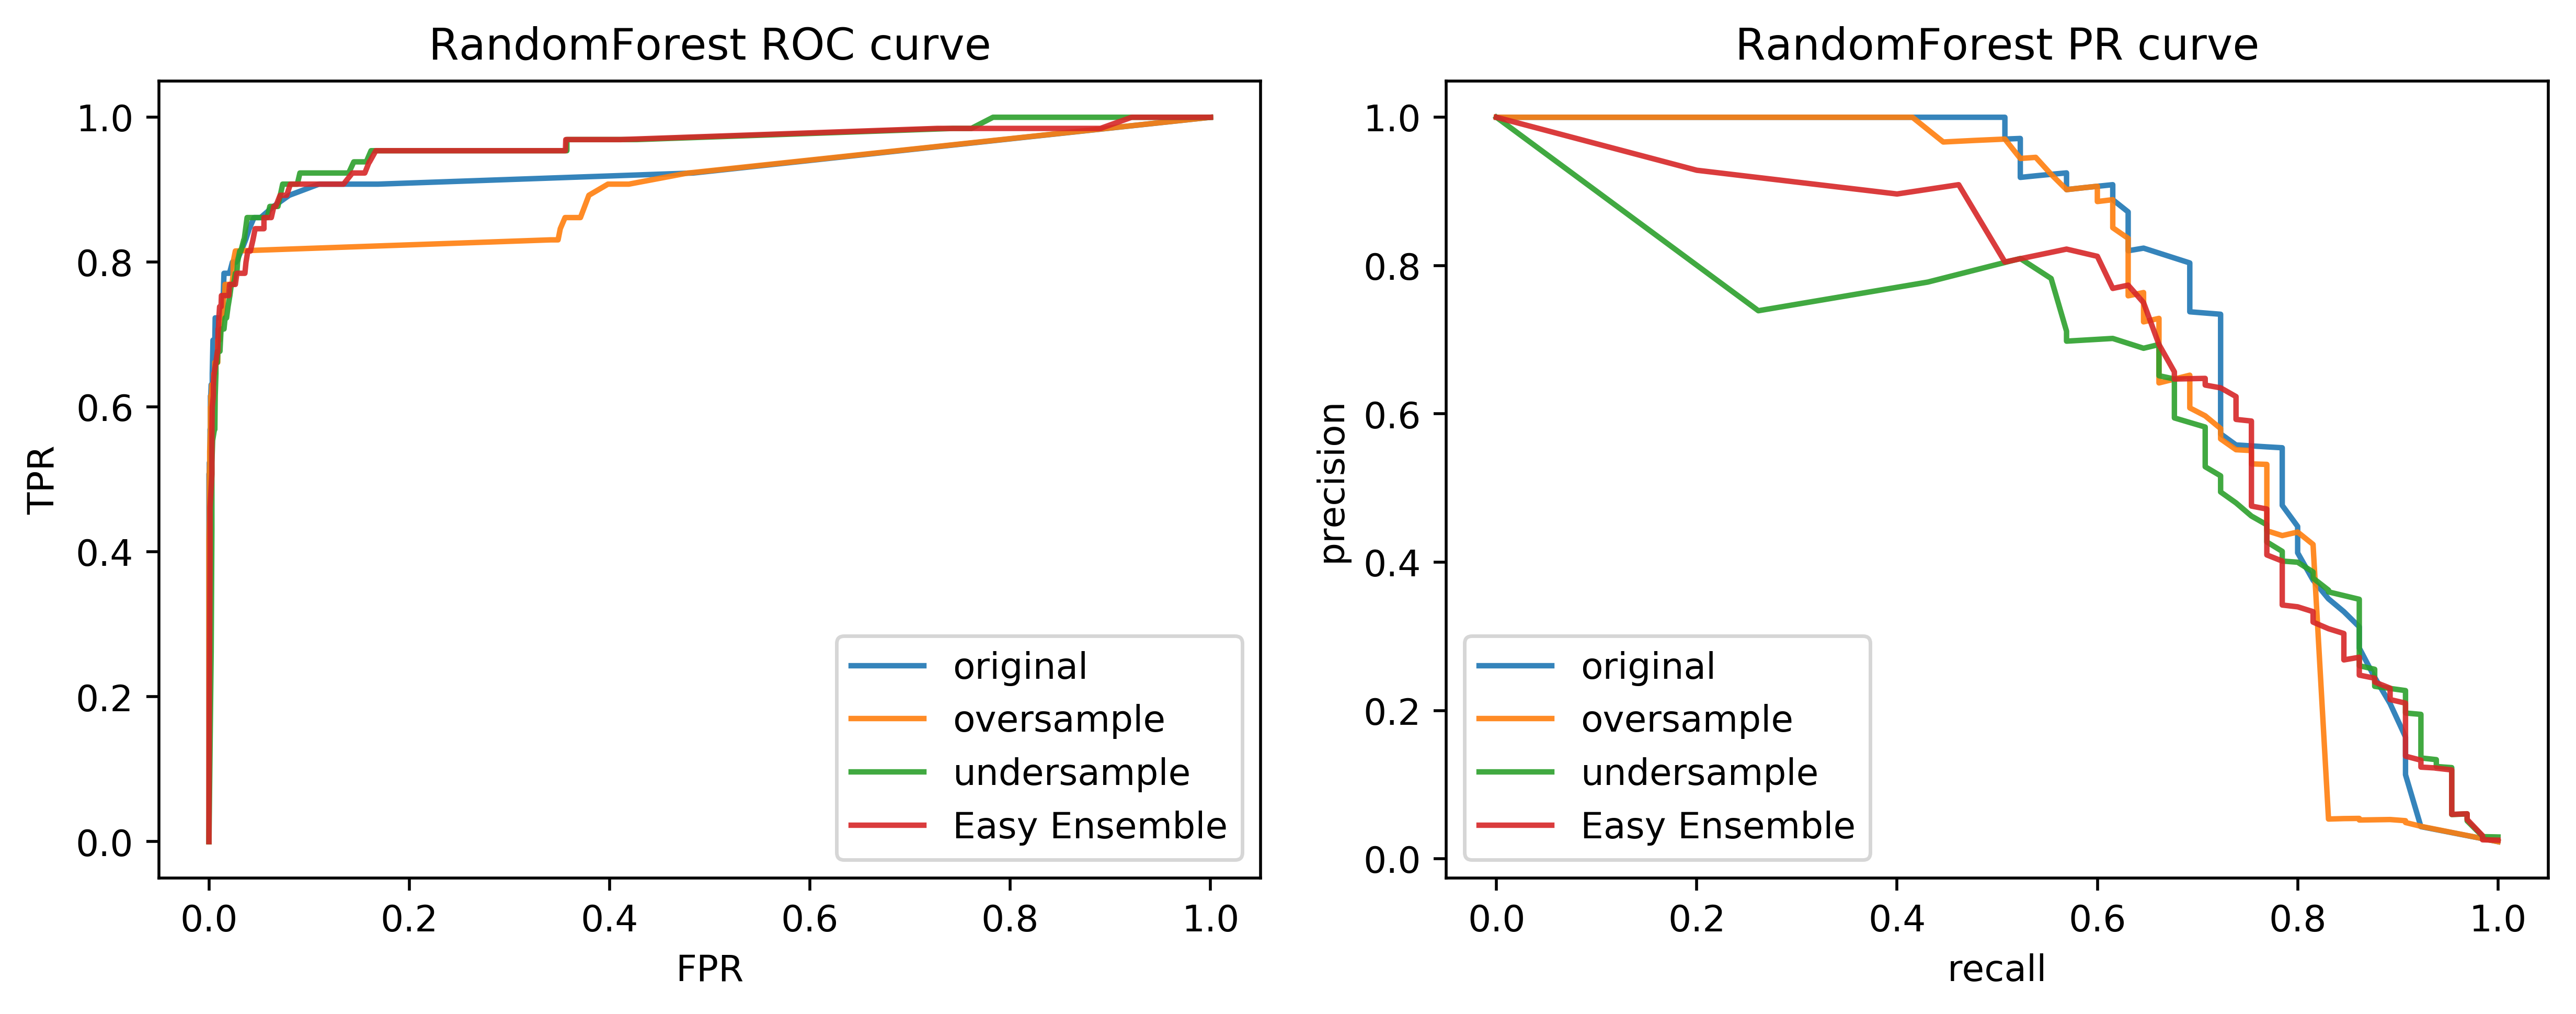 RandomForest ROC curve
1.0
0.8
0.6
0.4
0.2
0.0
TPR
0.0 0.2 0.4 0.6 0.8 1.0
FPR
original
oversample
undersample
Easy Ensemble
RandomForest PR curve
1.0
0.8
0.6
0.4
0.2
0.0
precision
0.0 0.2 0.4 0.6 0.8 1.0
recall
original
oversample
undersample
Easy Ensemble